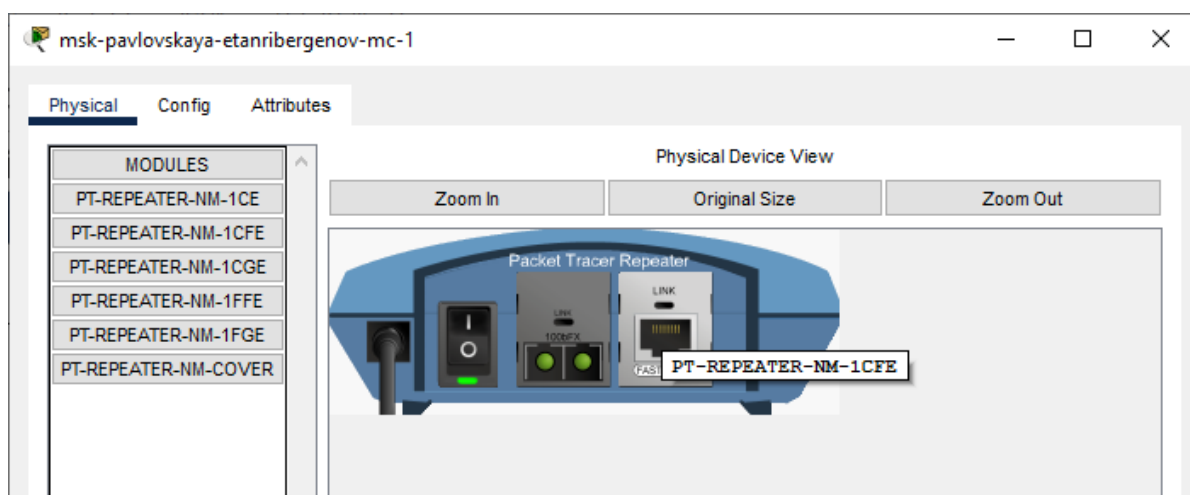 msk-pavlovskaya-etanribergenov-mc-1
Physical Config Attributes
MODULES
PT-REPEATER-NM-1CE
PT-REPEATER-NM-1CFE
PT-REPEATER-NM-1CGE
PT-REPEATER-NM-1FFE
PT-REPEATER-NM-1FGE
PT-REPEATER-NM-COVER
Physical Device View
Zoom In Original Size Zoom Out
Packet Tracer Repeater
LINK
100bFX
LINK
FAS
PT-REPEATER-NM-1CFE